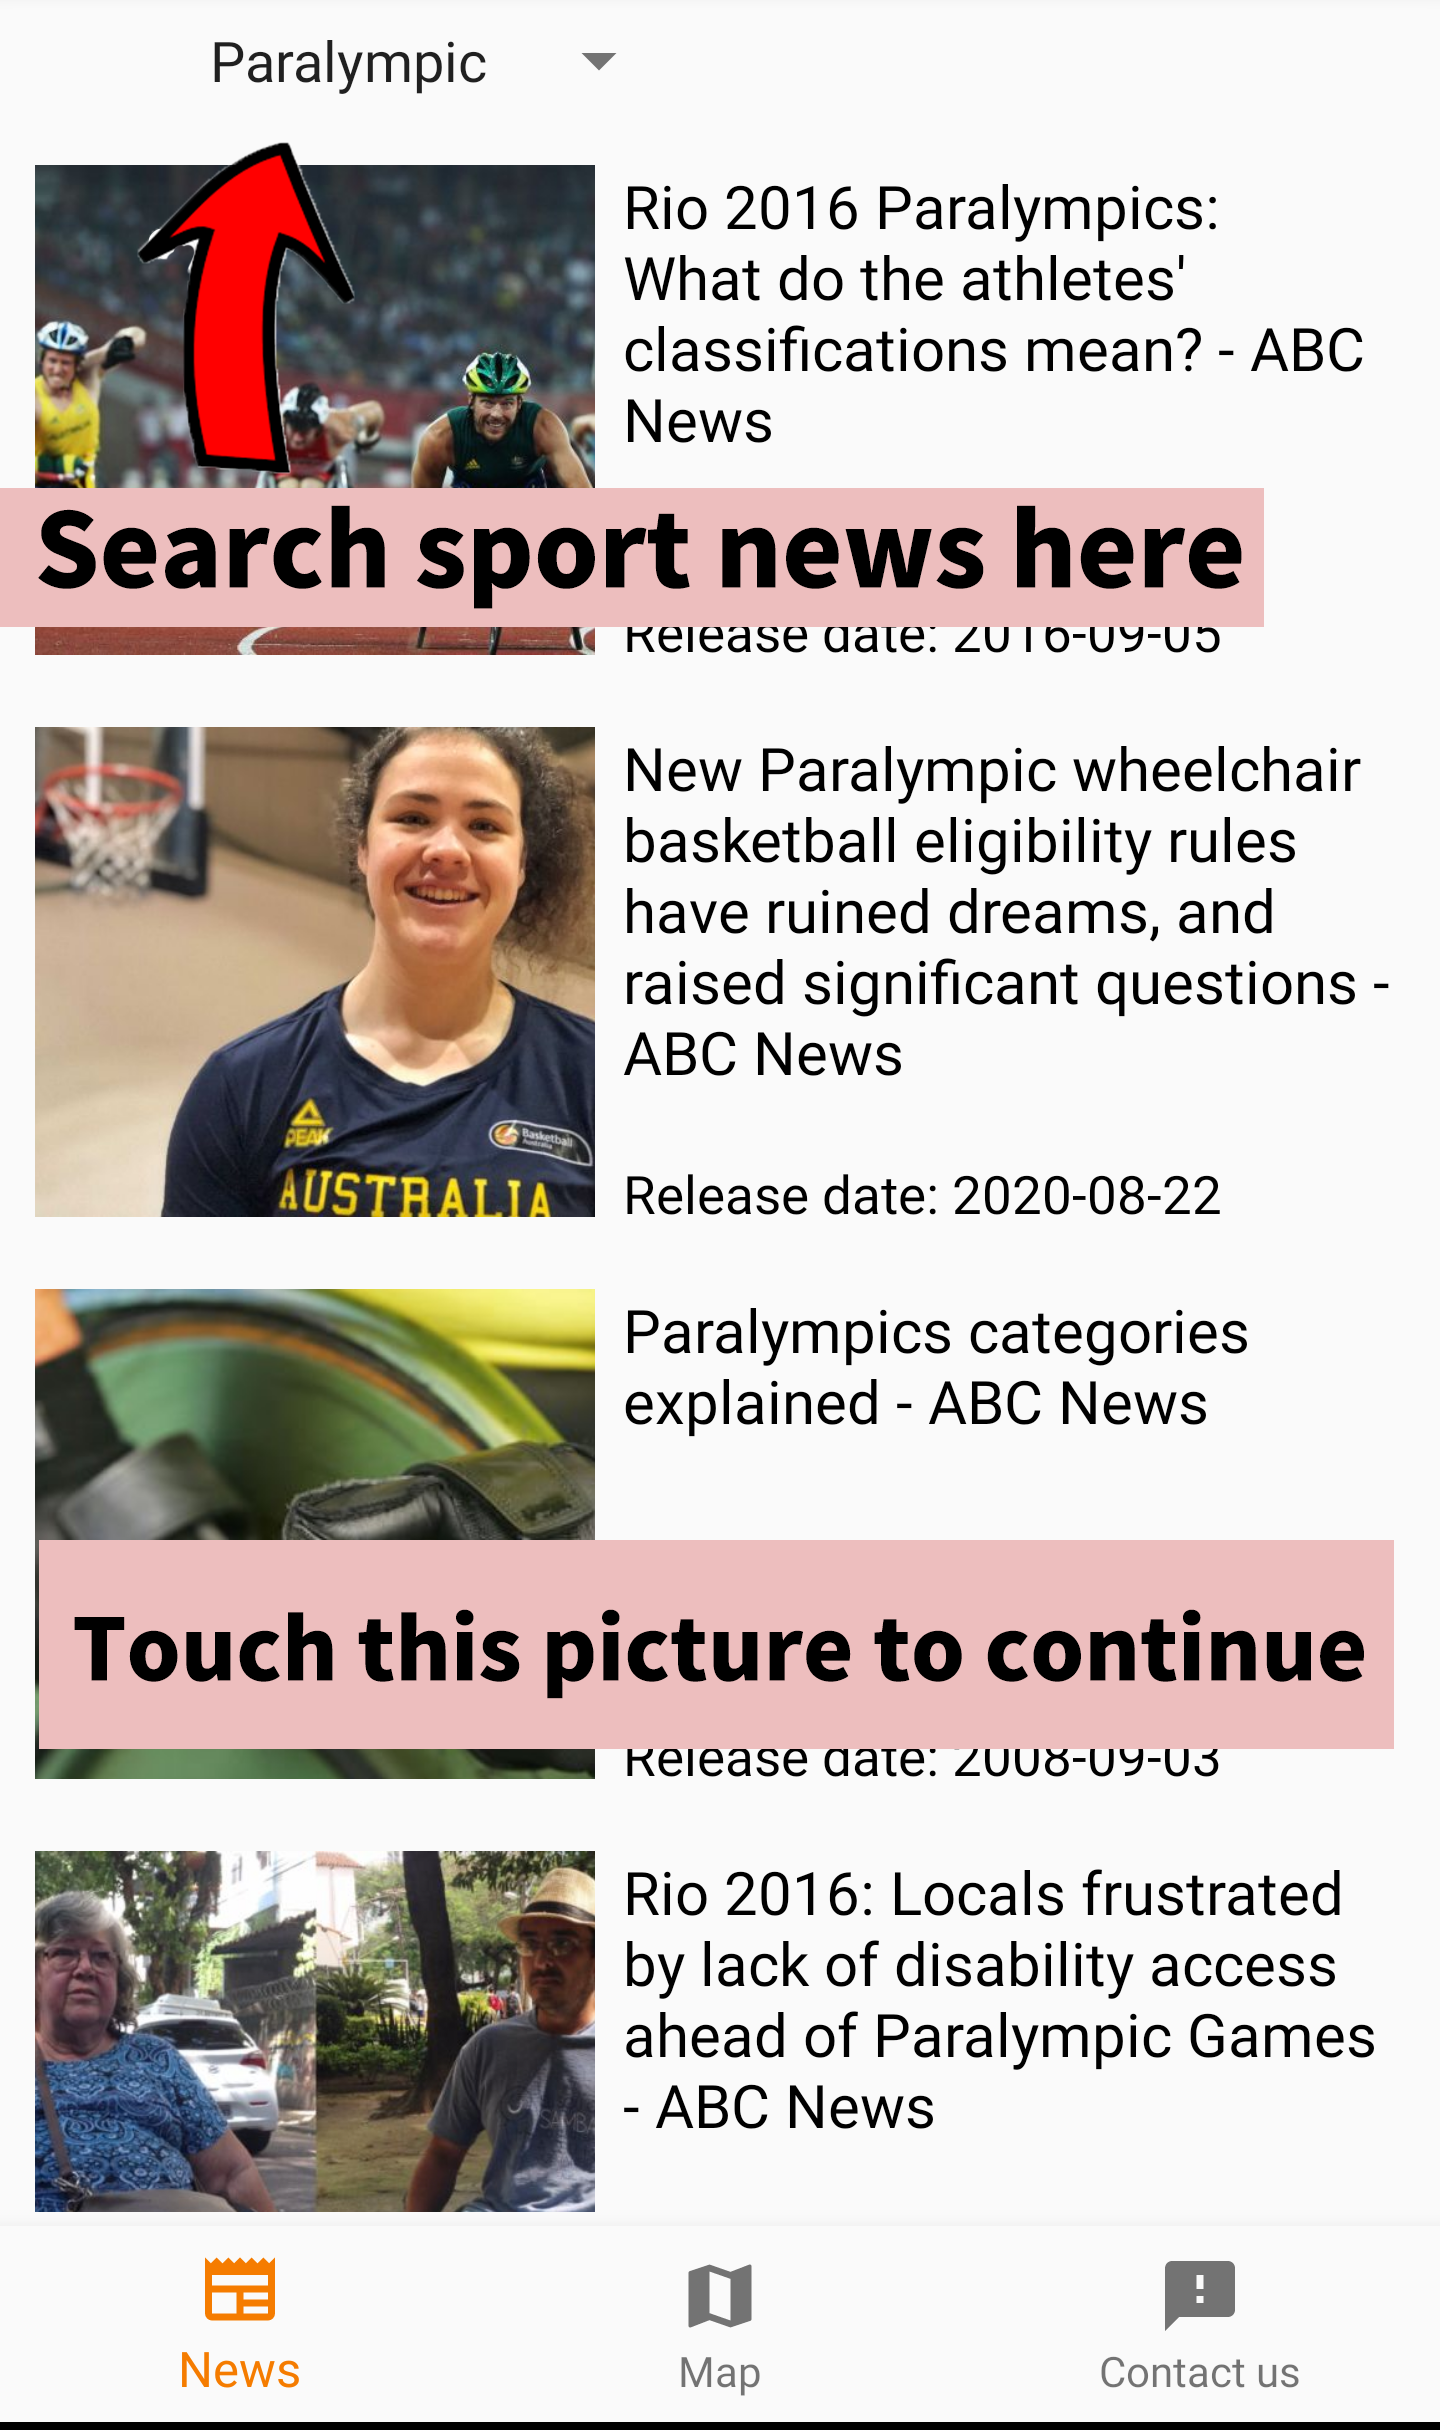 Paralympic
Rio 2016 Paralympics:
What do the athletes'
classifications mean? - ABC
News
Search sport news here
Release date: 2016-09-05
New Paralympic wheelchair
basketball eligibility rules
have ruined dreams, and
raised significant questions -
ABC News
PEAK
Basketball
Australia
AUSTRALIA
Release date: 2020-08-22
Paralympics categories
explained - ABC News
Touch this picture to continue
Release date: 2008-09-03
Rio 2016: Locals frustrated
by lack of disability access
ahead of Paralympic Games
- ABC News
News
Map
Contact us